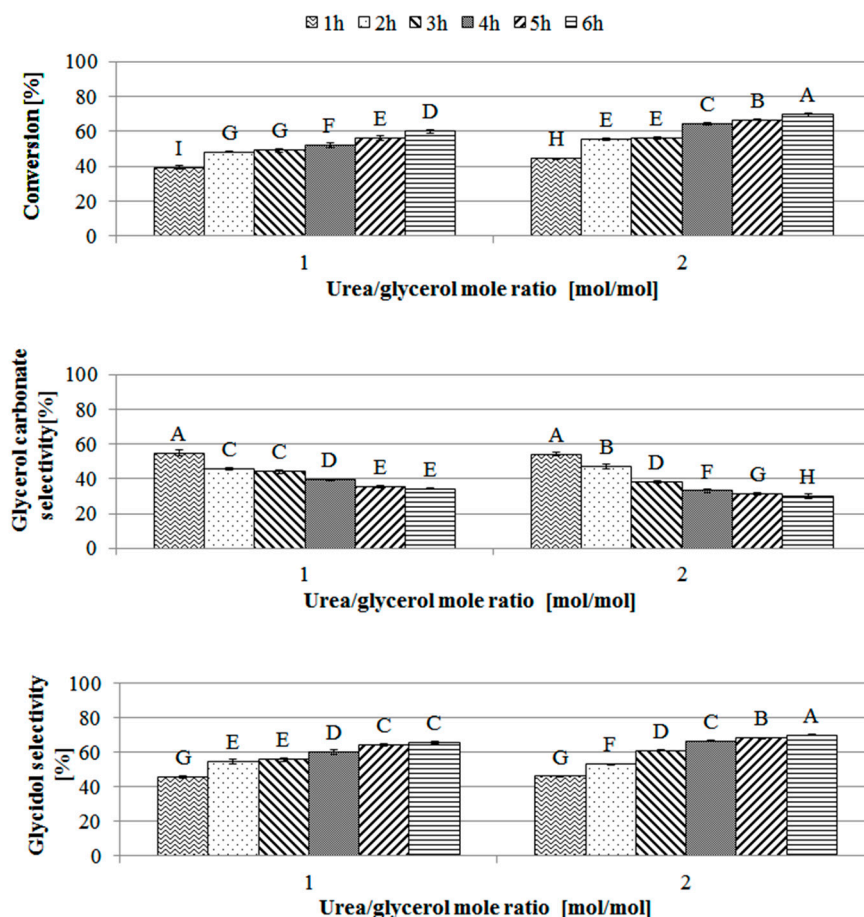 1h 2h 3h 4h 5h 6h
Conversion [%]
100
80
60
40
20
0
I G G F E D H E E C B A
1 2
Urea/glycerol mole ratio [mol/mol]
Glycerol carbonate
selectivity[%]
100
80
60
40
20
0
A C C D E E A B D F G H
1 2
Urea/glycerol mole ratio [mol/mol]
Glycidol selectivity
[%]
100
80
60
40
20
0
G E E D C C G F D C B A
1 2
Urea/glycerol mole ratio [mol/mol]